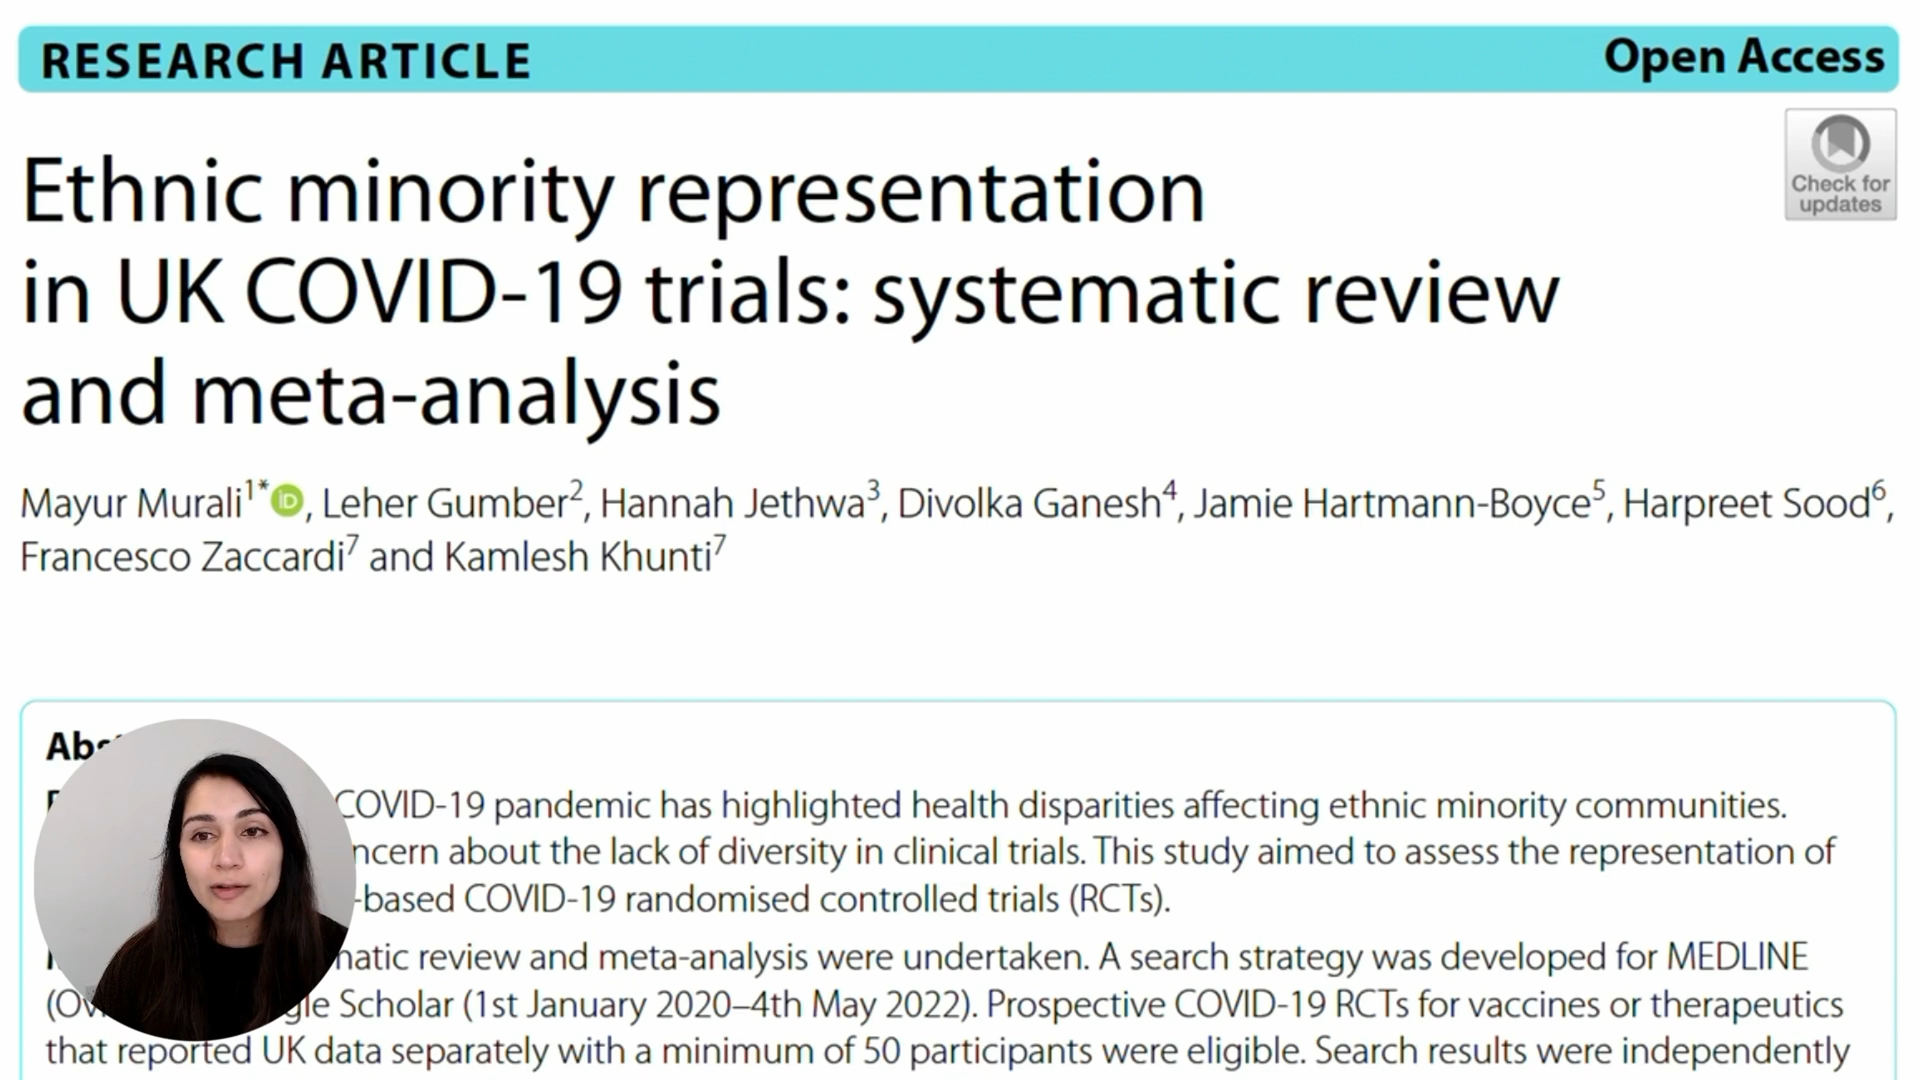 RESEARCH ARTICLE
Open Access
Check for
updates
Ethnic minority representation
in UK COVID-19 trials: systematic review
and meta-analysis
Mayur Murali1* iD, Leher Gumber2, Hannah Jethwa3, Divolka Ganesh4, Jamie Hartmann-Boyce5, Harpreet Sood6,
Francesco Zaccardi7 and Kamlesh Khunti7
COVID-19 pandemic has highlighted health disparities affecting ethnic minority communities.
about the lack of diversity in clinical trials. This study aimed to assess the representation of
-based COVID-19 randomised controlled trials (RCTs).
review and meta-analysis were undertaken. A search strategy was developed for MEDLINE
Scholar (1st January 2020–4th May 2022). Prospective COVID-19 RCTs for vaccines or therapeutics
that reported UK data separately with a minimum of 50 participants were eligible. Search results were independently